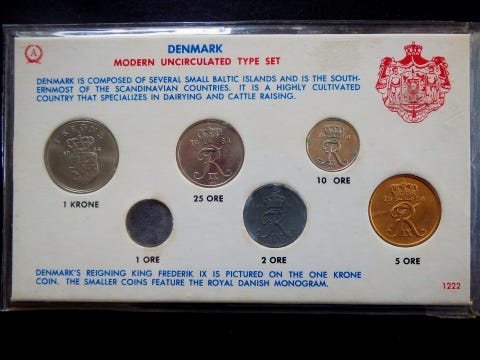 DENMARK
MODERN UNCIRCULATED TYPE SET
DENMARK IS COMPOSED OF SEVERAL SMALL BALTIC ISLANDS AND IS THE SOUTH-
ERNMOST OF THE SCANDINAVIAN COUNTRIES. IT IS A HIGHLY CULTIVATED
COUNTRY THAT SPECIALIZES IN DAIRYING AND CATTLE RAISING.
A
1 KRONE
1 KRONE
25 ORE
10 ORE
1 ORE
2 ORE
5 ORE
DENMARK'S REIGNING KING FREDERIK IX IS PICTURED ON THE ONE KRONE
COIN. THE SMALLER COINS FEATURE THE ROYAL DANISH MONOGRAM.
1222